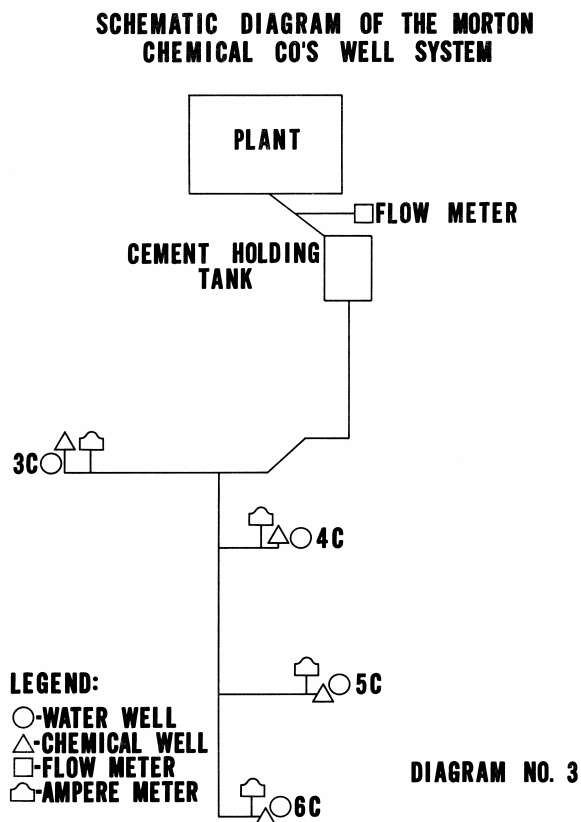 SCHEMATIC DIAGRAM OF THE MORTON
CHEMICAL CO'S WELL SYSTEM
PLANT
FLOW METER
CEMENT HOLDING
TANK
3C
4C
5C
LEGEND:
-WATER WELL
-CHEMICAL WELL
-FLOW METER
-AMPERE METER
DIAGRAM NO. 3
6C